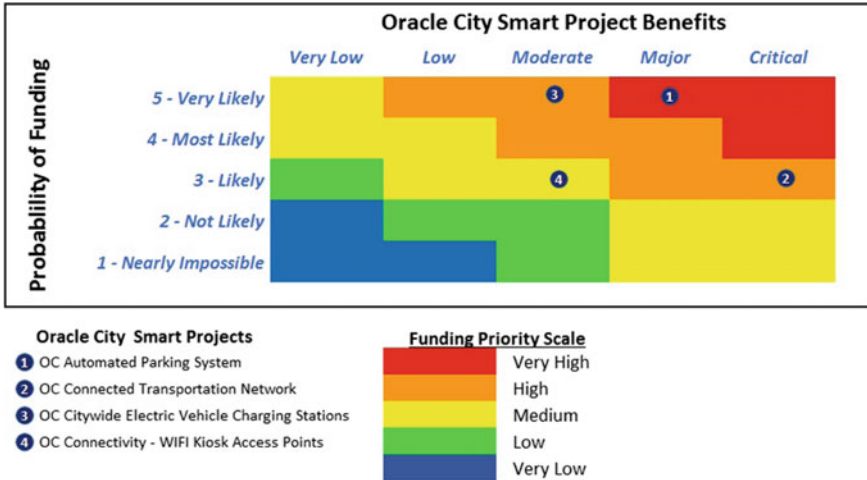 Oracle City Smart Project Benefits
Very Low Low Moderate Major Critical
Probablility of Funding
5 - Very Likely
3
1
4 - Most Likely
3 - Likely
4
2
2 - Not Likely
1 - Nearly Impossible
Oracle City Smart Projects
1 OC Automated Parking System
2 OC Connected Transportation Network
3 OC Citywide Electric Vehicle Charging Stations
4 OC Connectivity - WIFI Kiosk Access Points
Funding Priority Scale
Very High
High
Medium
Low
Very Low